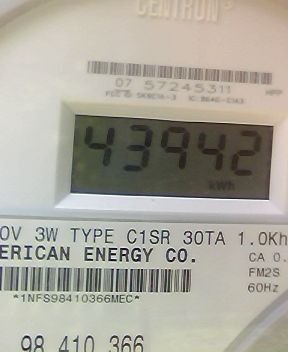 CENTRON®
07 57245311
43942
kWh
0V 3W TYPE C1SR 30TA 1.0Kh
ERICAN ENERGY CO.
CA 0.
FM2S
60Hz
*1NFS98410366MEC*
98 410 366